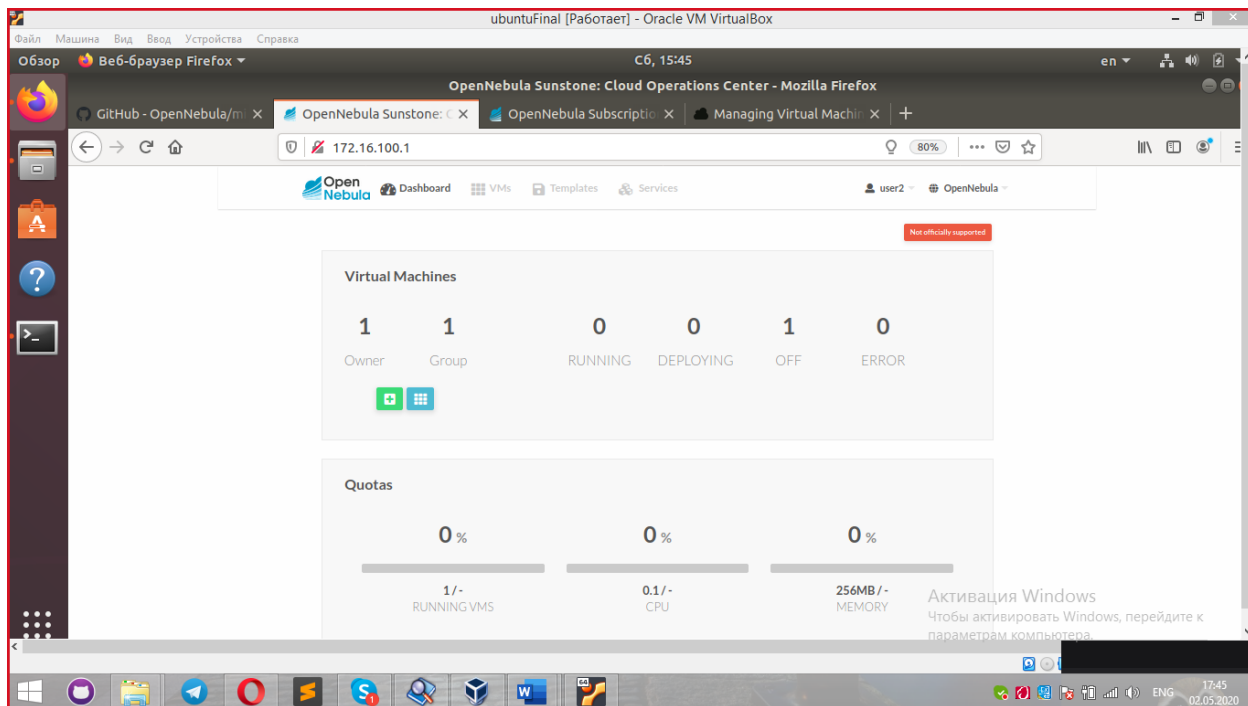 ubuntuFinal [Работает] - Oracle VM VirtualBox
Файл Машина Вид Ввод Устройства Справка
Обзор Веб-браузер Firefox Сб, 15:45 en
OpenNebula Sunstone: Cloud Operations Center - Mozilla Firefox
GitHub - OpenNebula/mi OpenNebula Sunstone: C OpenNebula Subscriptio Managing Virtual Machin
172.16.100.1 80%
Open Nebula Dashboard VMs Templates Services user2 OpenNebula
Not officially supported
Virtual Machines
1 1 0 0 1 0
Owner Group RUNNING DEPLOYING OFF ERROR
Quotas
0 % 0 % 0 %
1 / - 0.1 / - 256MB / -
RUNNING VMS CPU MEMORY
Активация Windows
Чтобы активировать Windows, перейдите к
параметрам компьютера.
ENG 17:45
02.05.2020